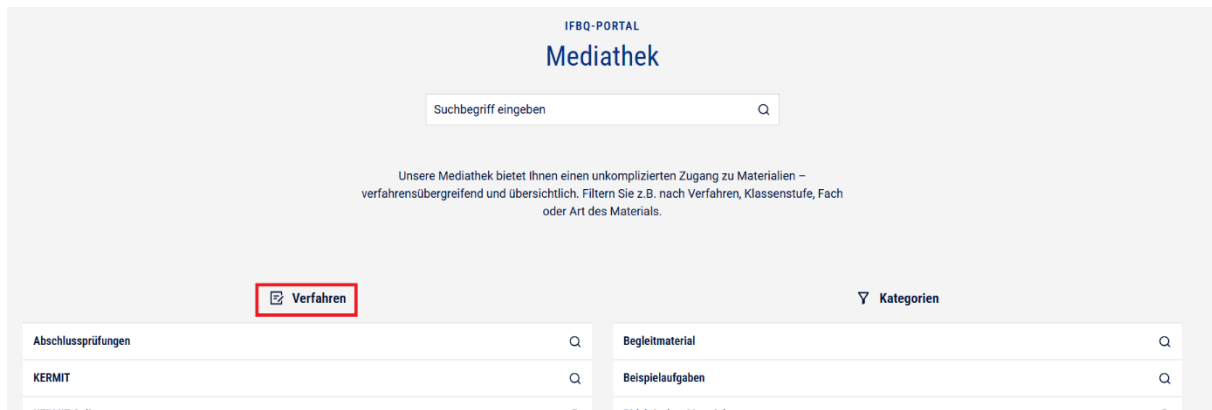 IFBQ-PORTAL
Mediathek
Suchbegriff eingeben
Unsere Mediathek bietet Ihnen einen unkomplizierten Zugang zu Materialien –
verfahrensübergreifend und übersichtlich. Filtern Sie z.B. nach Verfahren, Klassenstufe, Fach
oder Art des Materials.
Verfahren
Kategorien
Abschlussprüfungen
Begleitmaterial
KERMIT
Beispielaufgaben